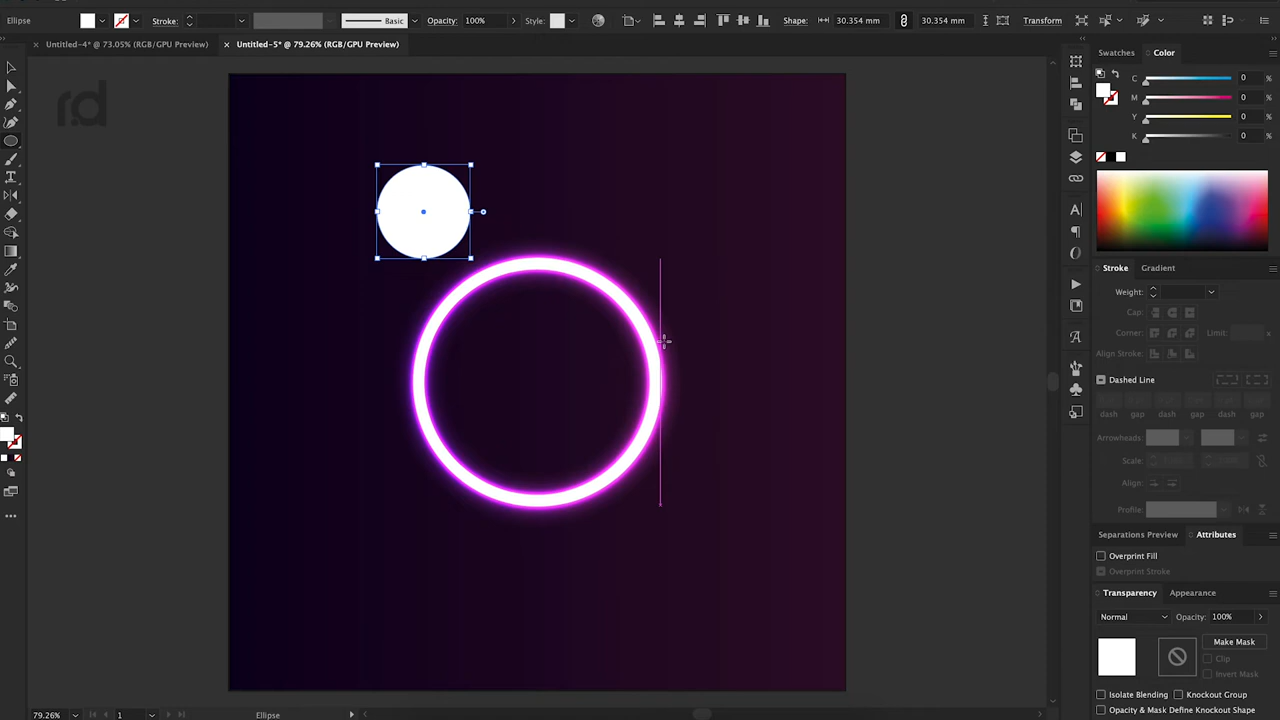 Ellipse Stroke: Basic Opacity: 100% Style: Shape: 30.354 mm 30.354 mm Transform
× Untitled-4* @ 73.05% (RGB/GPU Preview) × Untitled-5* @ 79.26% (RGB/GPU Preview)
r.d
Swatches Color
C 0 %
M 0 %
Y 0 %
K 0 %
Stroke Gradient
Weight:
Cap:
Corner: Limit:
Align Stroke:
Dashed Line
dash gap dash gap dash gap
Arrowheads:
Scale: % %
Align:
Profile:
Separations Preview Attributes
Overprint Fill
Overprint Stroke
Transparency Appearance
Normal Opacity: 100%
Make Mask
Clip
Invert Mask
Isolate Blending Knockout Group
Opacity & Mask Define Knockout Shape
79.26% 1 Ellipse